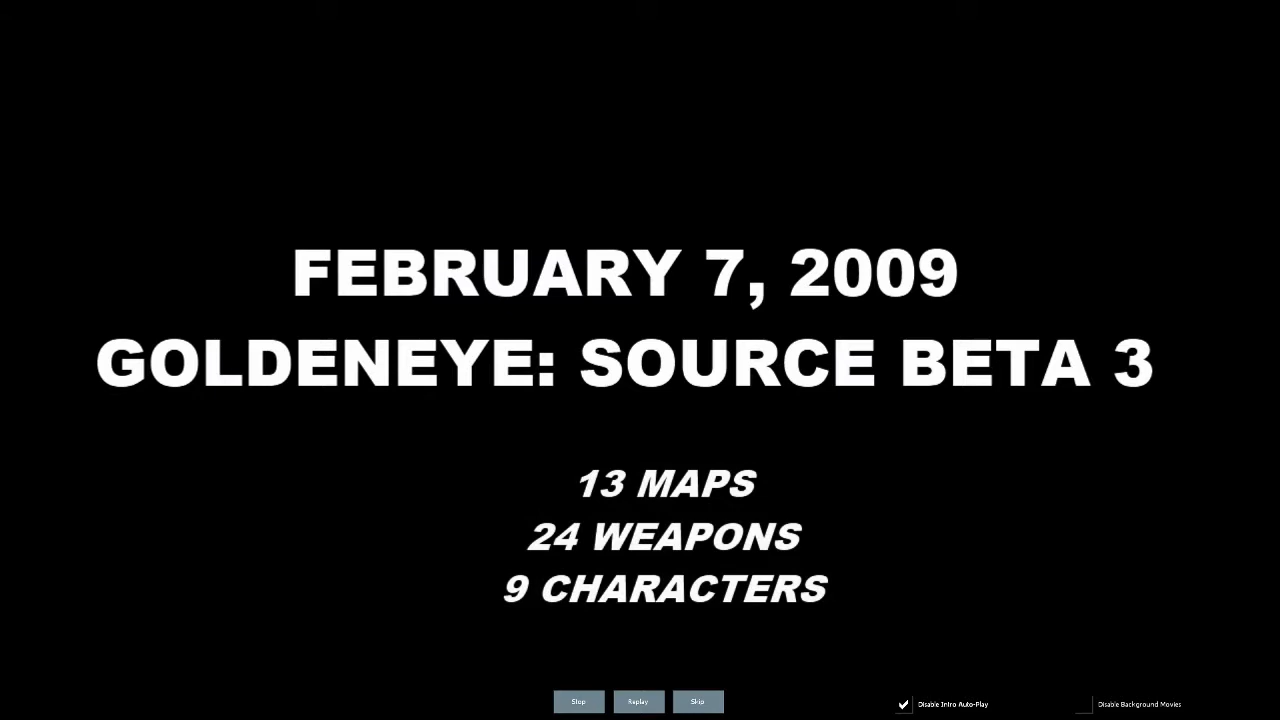 FEBRUARY 7, 2009
GOLDENEYE: SOURCE BETA 3
13 MAPS
24 WEAPONS
9 CHARACTERS
Stop Replay Skip Disable Intro Auto-Play Disable Background Movies